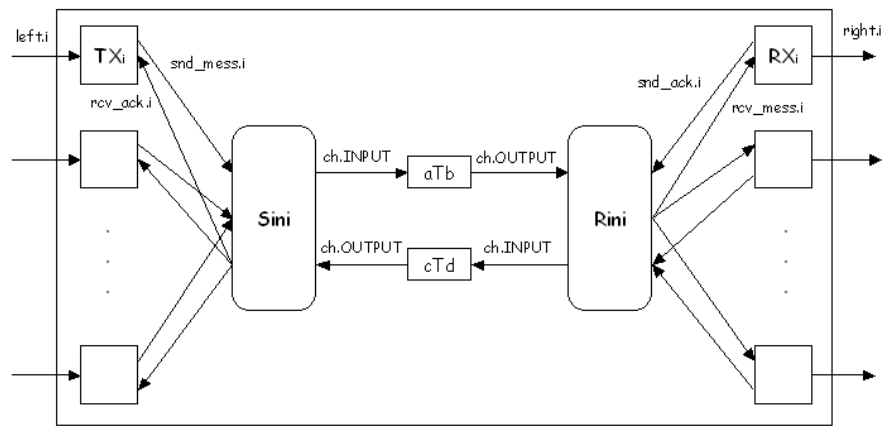 left.i
TXi
snd_mess.i
rcv_ack.i
RXi
right.i
snd_ack.i
rcv_mess.i
ch.INPUT
aTb
ch.OUTPUT
Sini
Rini
ch.OUTPUT
cTd
ch.INPUT